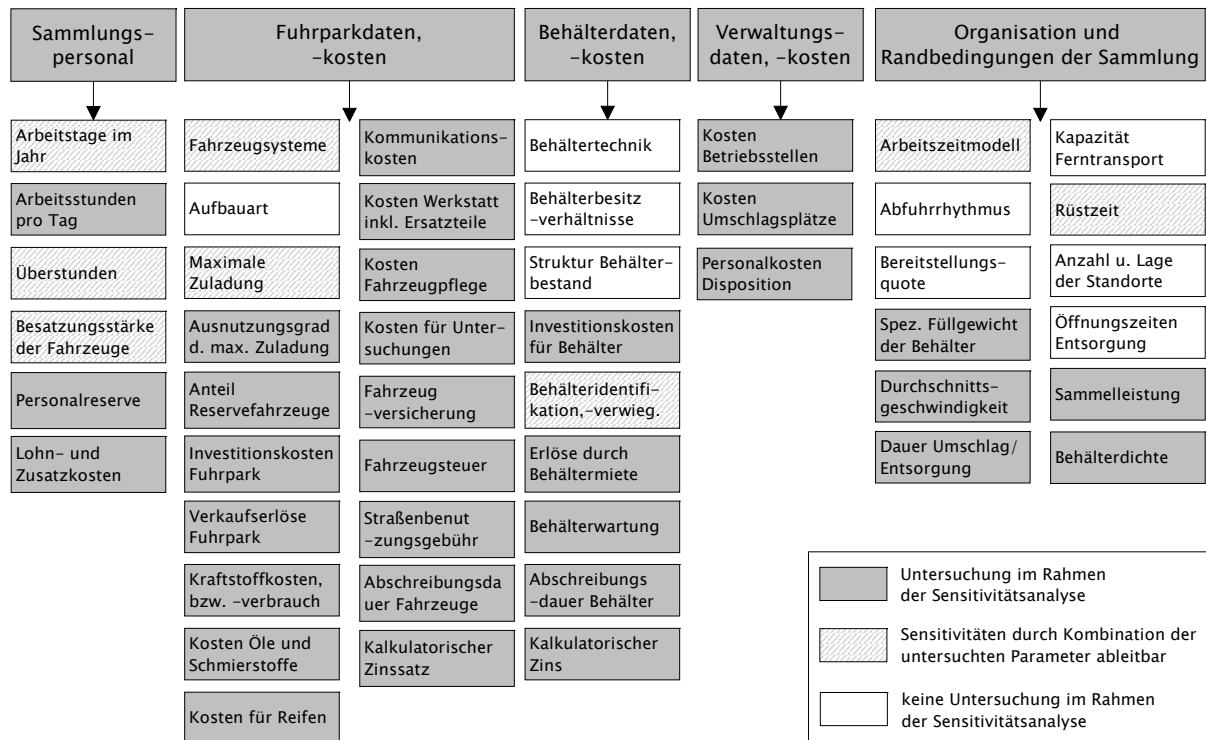 Sammlungs-
personal
Fuhrparkdaten,
-kosten
Behälterdaten,
-kosten
Verwaltungs-
daten, -kosten
Organisation und
Randbedingungen der Sammlung
Arbeitstage im
Jahr
Arbeitsstunden
pro Tag
Überstunden
Besatzungsstärke
der Fahrzeuge
Personalreserve
Lohn- und
Zusatzkosten
Fahrzeugsysteme
Aufbauart
Maximale
Zuladung
Ausnutzungsgrad
d. max. Zuladung
Anteil
Reservefahrzeuge
Investitionskosten
Fuhrpark
Verkaufserlöse
Fuhrpark
Kraftstoffkosten,
bzw. -verbrauch
Kosten Öle und
Schmierstoffe
Kosten für Reifen
Kommunikations-
kosten
Kosten Werkstatt
inkl. Ersatzteile
Kosten
Fahrzeugpflege
Kosten für Unter-
suchungen
Fahrzeug
-versicherung
Fahrzeugsteuer
Straßenbenut
-zungsgebühr
Abschreibungsda
uer Fahrzeuge
Kalkulatorischer
Zinssatz
Behältertechnik
Behälterbesitz
-verhältnisse
Struktur Behälter-
bestand
Investitionskosten
für Behälter
Behälteridentifi-
kation,-verwieg.
Erlöse durch
Behältermiete
Behälterwartung
Abschreibungs
-dauer Behälter
Kalkulatorischer
Zins
Kosten
Betriebsstellen
Kosten
Umschlagsplätze
Personalkosten
Disposition
Arbeitszeitmodell
Abfuhrrhythmus
Bereitstellungs-
quote
Spez. Füllgewicht
der Behälter
Durchschnitts-
geschwindigkeit
Dauer Umschlag/
Entsorgung
Kapazität
Ferntransport
Rüstzeit
Anzahl u. Lage
der Standorte
Öffnungszeiten
Entsorgung
Sammelleistung
Behälterdichte
Untersuchung im Rahmen
der Sensitivitätsanalyse
Sensitivitäten durch Kombination der
untersuchten Parameter ableitbar
keine Untersuchung im Rahmen
der Sensitivitätsanalyse